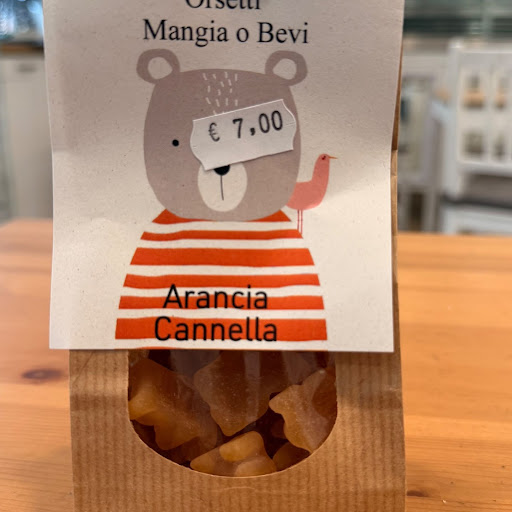 Orsetti
Mangia o Bevi
€ 7,00
Arancia
Cannella